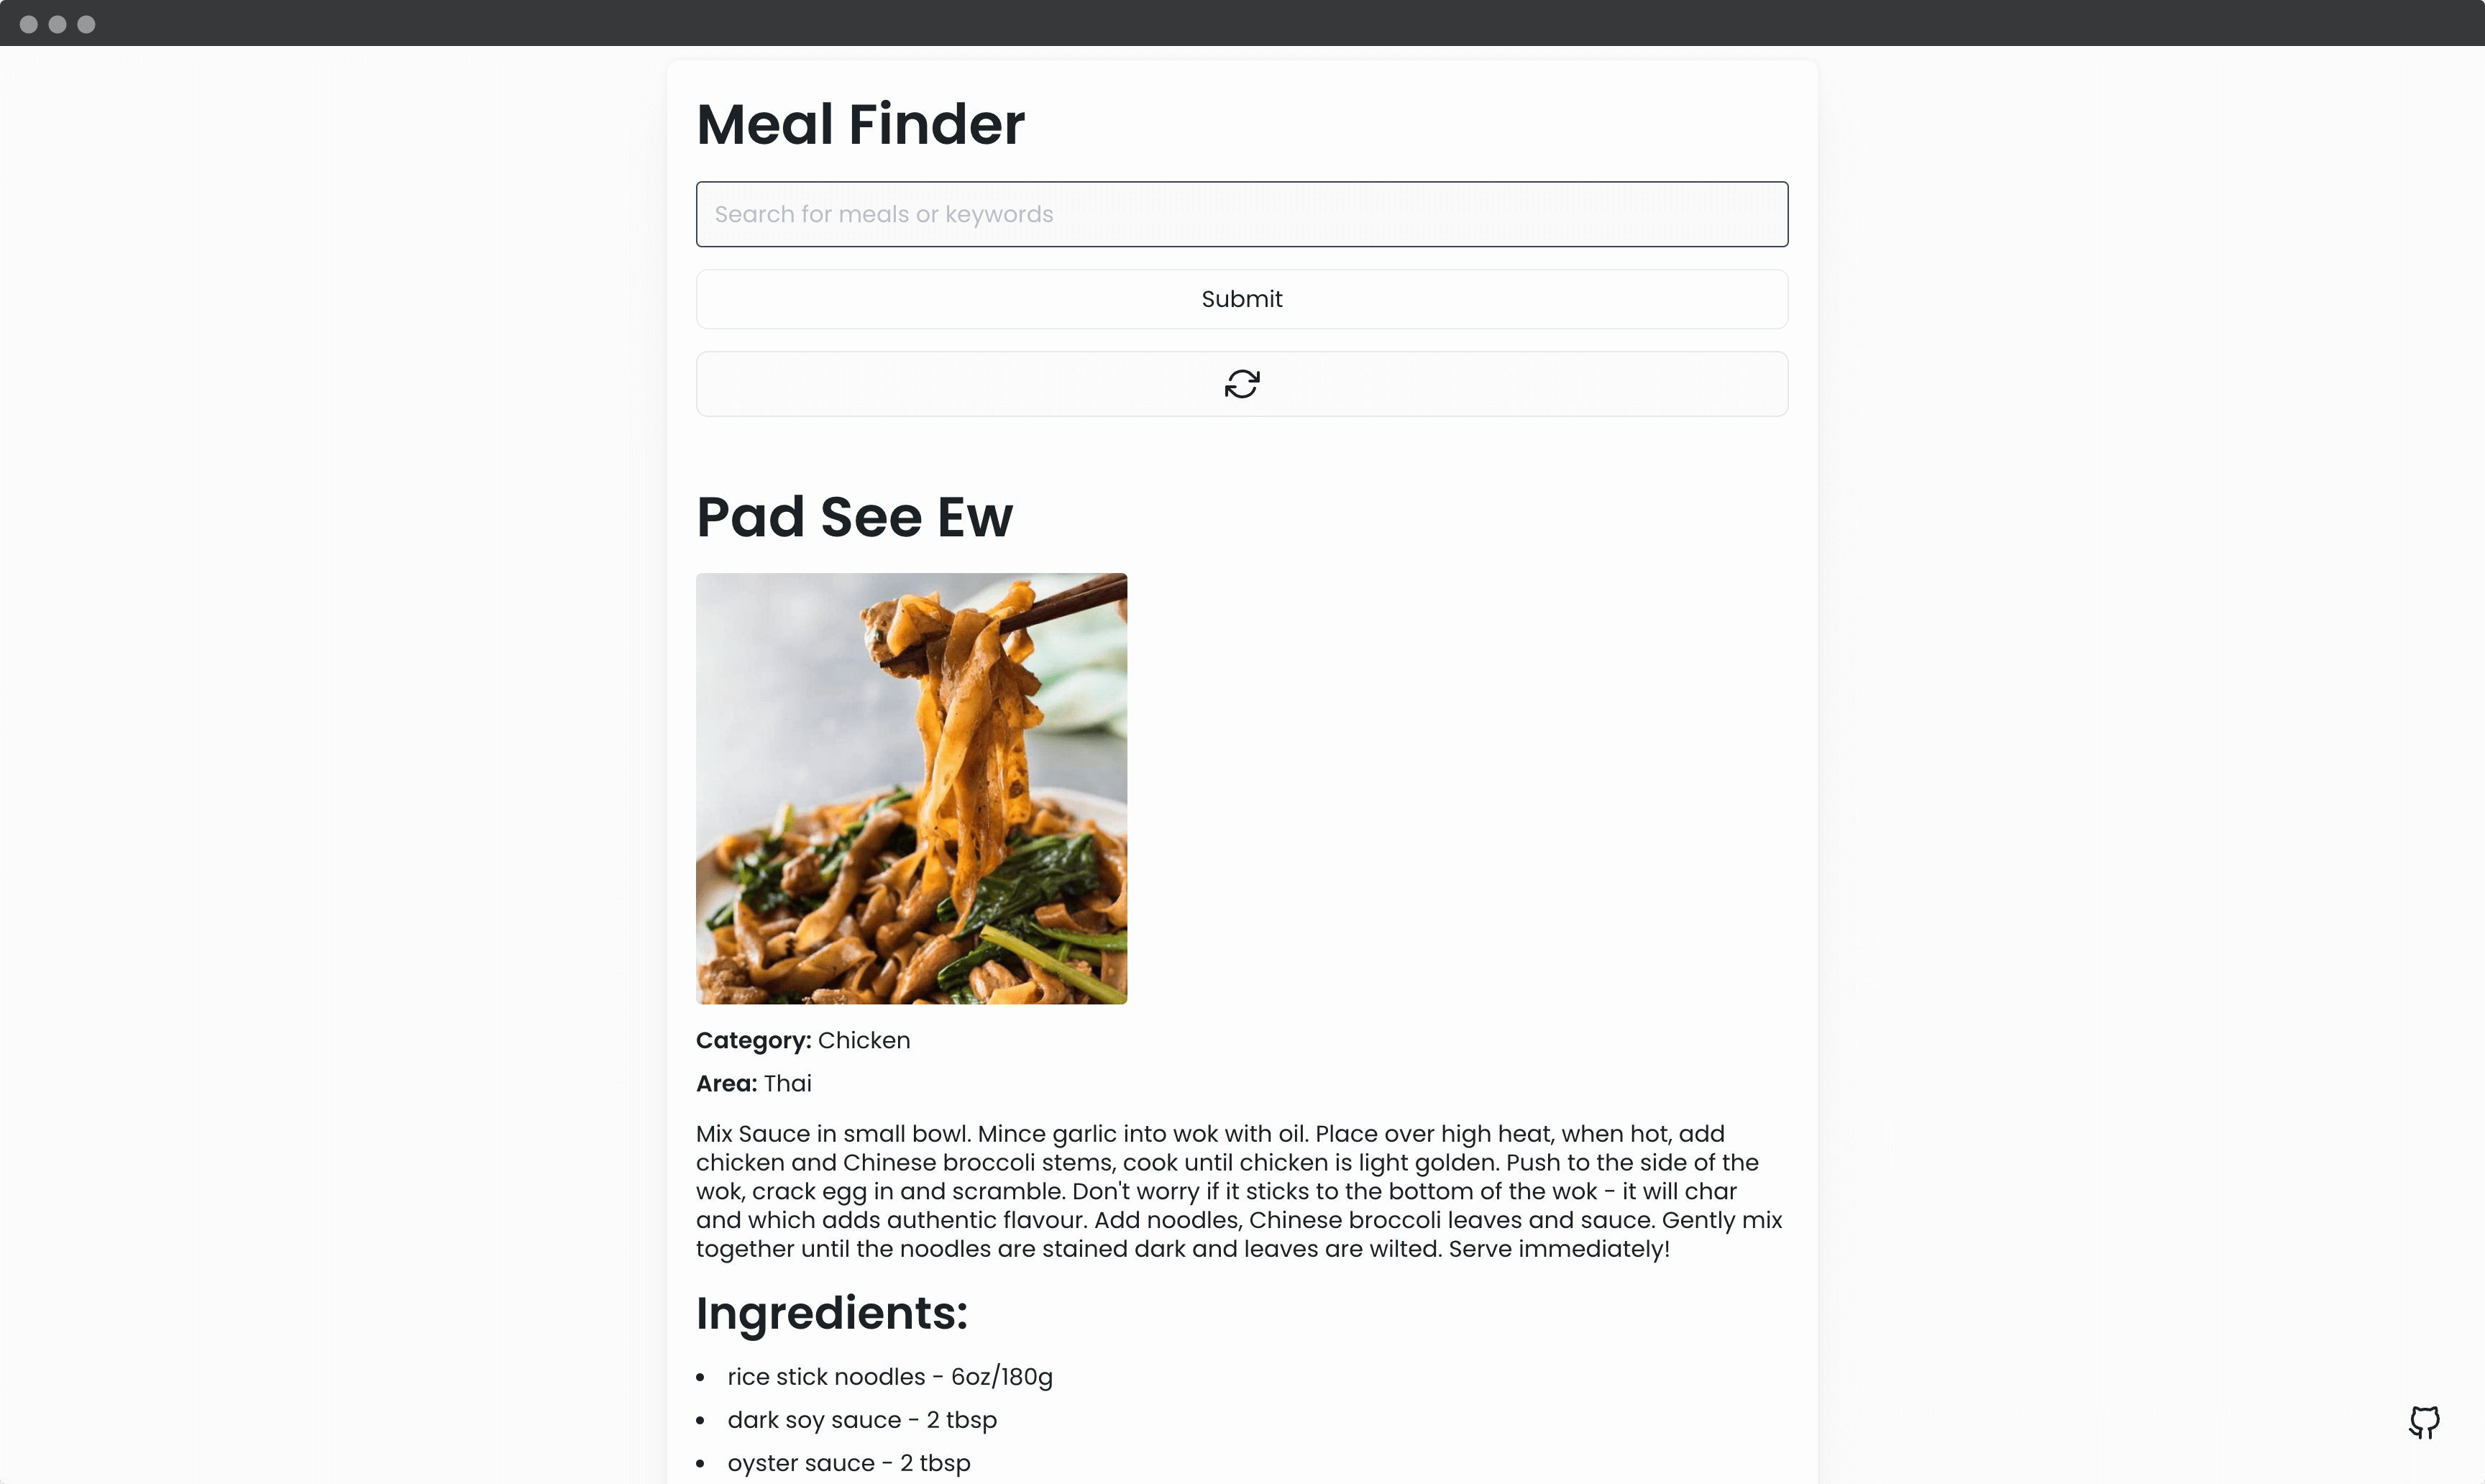 Meal Finder
Search for meals or keywords
Submit
Pad See Ew
Category: Chicken
Area: Thai
Mix Sauce in small bowl. Mince garlic into wok with oil. Place over high heat, when hot, add
chicken and Chinese broccoli stems, cook until chicken is light golden. Push to the side of the
wok, crack egg in and scramble. Don't worry if it sticks to the bottom of the wok - it will char
and which adds authentic flavour. Add noodles, Chinese broccoli leaves and sauce. Gently mix
together until the noodles are stained dark and leaves are wilted. Serve immediately!
Ingredients:
• rice stick noodles - 6oz/180g
• dark soy sauce - 2 tbsp
• oyster sauce - 2 tbsp